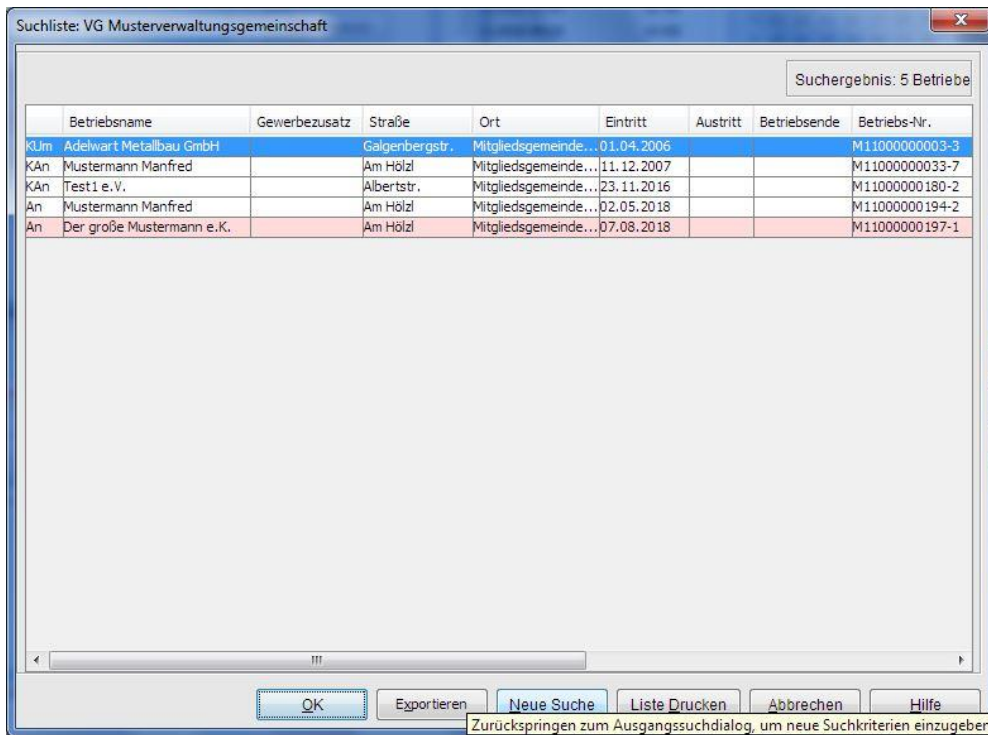 Suchliste: VG Musterverwaltungsgemeinschaft
Suchergebnis: 5 Betriebe
Betriebsname Gewerbezusatz Straße Ort Eintritt Austritt Betriebsende Betriebs-Nr.
KUm Adelwart Metallbau GmbH Galgenbergstr. Mitgliedsgemeinde... 01.04.2006 M11000000003-3
KAn Mustermann Manfred Am Hölzl Mitgliedsgemeinde... 11.12.2007 M11000000033-7
KAn Test1 e.V. Albertstr. Mitgliedsgemeinde... 23.11.2016 M11000000180-2
An Mustermann Manfred Am Hölzl Mitgliedsgemeinde... 02.05.2018 M11000000194-2
An Der große Mustermann e.K. Am Hölzl Mitgliedsgemeinde... 07.08.2018 M11000000197-1
OK Exportieren Neue Suche Liste Drucken Abbrechen Hilfe
Zurückspringen zum Ausgangssuchdialog, um neue Suchkriterien einzugeben